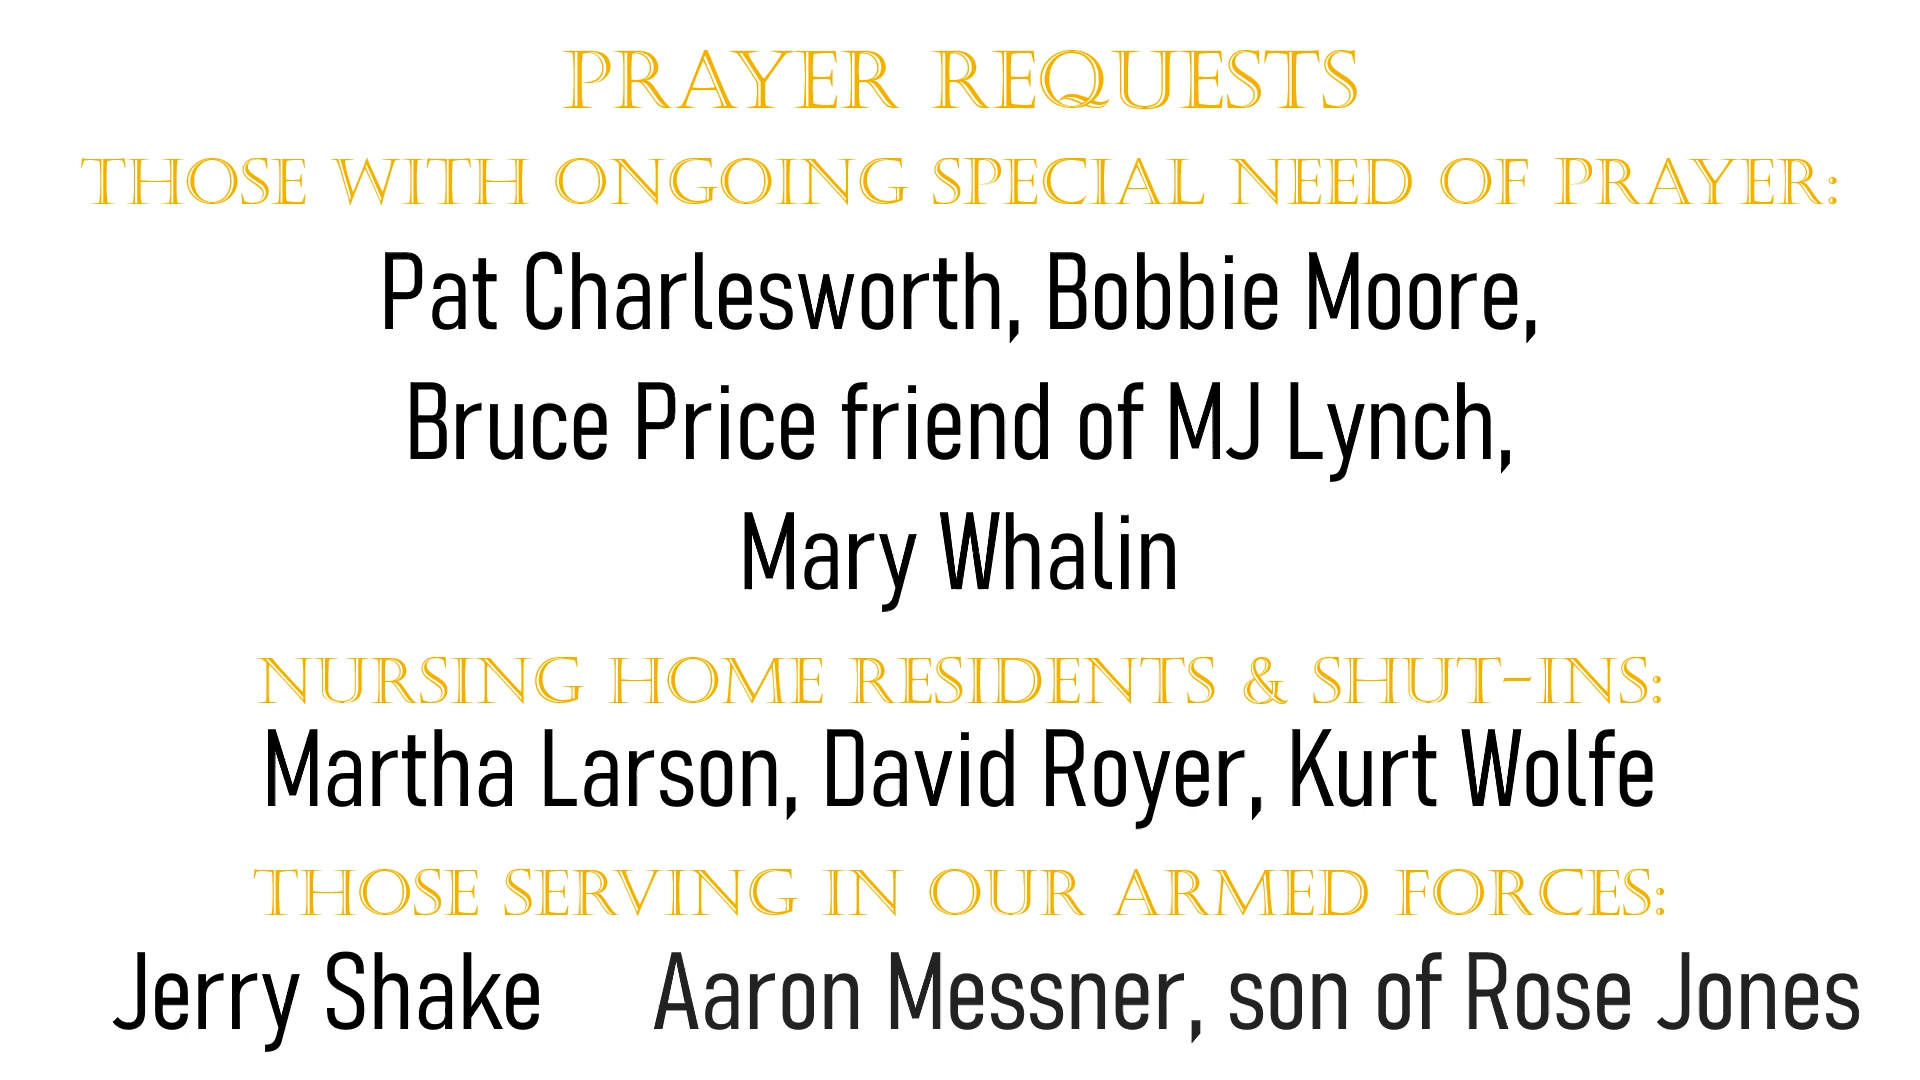 PRAYER REQUESTS
THOSE WITH ONGOING SPECIAL NEED OF PRAYER:
Pat Charlesworth, Bobbie Moore,
Bruce Price friend of MJ Lynch,
Mary Whalin
NURSING HOME RESIDENTS & SHUT-INS:
Martha Larson, David Royer, Kurt Wolfe
THOSE SERVING IN OUR ARMED FORCES:
Jerry Shake Aaron Messner, son of Rose Jones